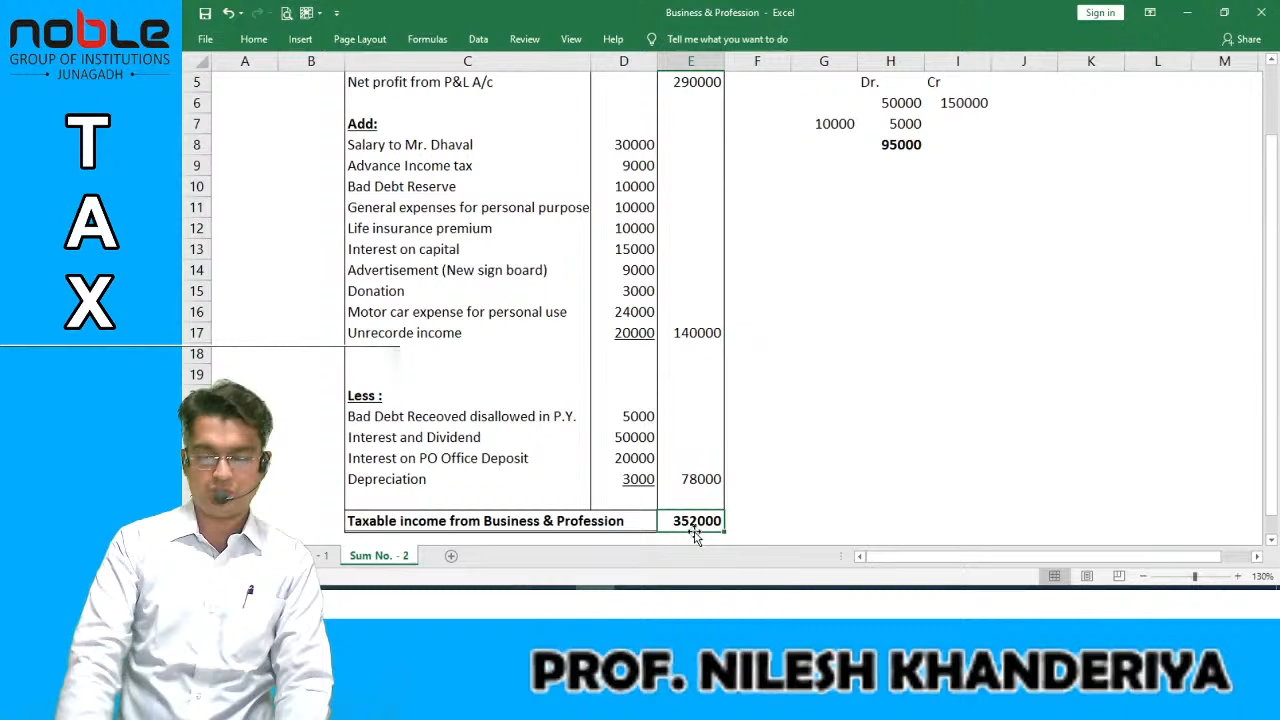 noble
GROUP OF INSTITUTIONS
JUNAGADH
T
A
X
Business & Profession - Excel
Sign in
File Home Insert Page Layout Formulas Data Review View Help Tell me what you want to do Share
A B C D E F G H I J K L M
5 Net profit from P&L A/c 290000 Dr. Cr
6 50000 150000
7 Add: 10000 5000
8 Salary to Mr. Dhaval 30000 95000
9 Advance Income tax 9000
10 Bad Debt Reserve 10000
11 General expenses for personal purpose 10000
12 Life insurance premium 10000
13 Interest on capital 15000
14 Advertisement (New sign board) 9000
15 Donation 3000
16 Motor car expense for personal use 24000
17 Unrecorde income 20000 140000
18
19
Less :
Bad Debt Receoved disallowed in P.Y. 5000
Interest and Dividend 50000
Interest on PO Office Deposit 20000
Depreciation 3000 78000
Taxable income from Business & Profession 352000
- 1 Sum No. - 2
130%
PROF. NILESH KHANDERIYA